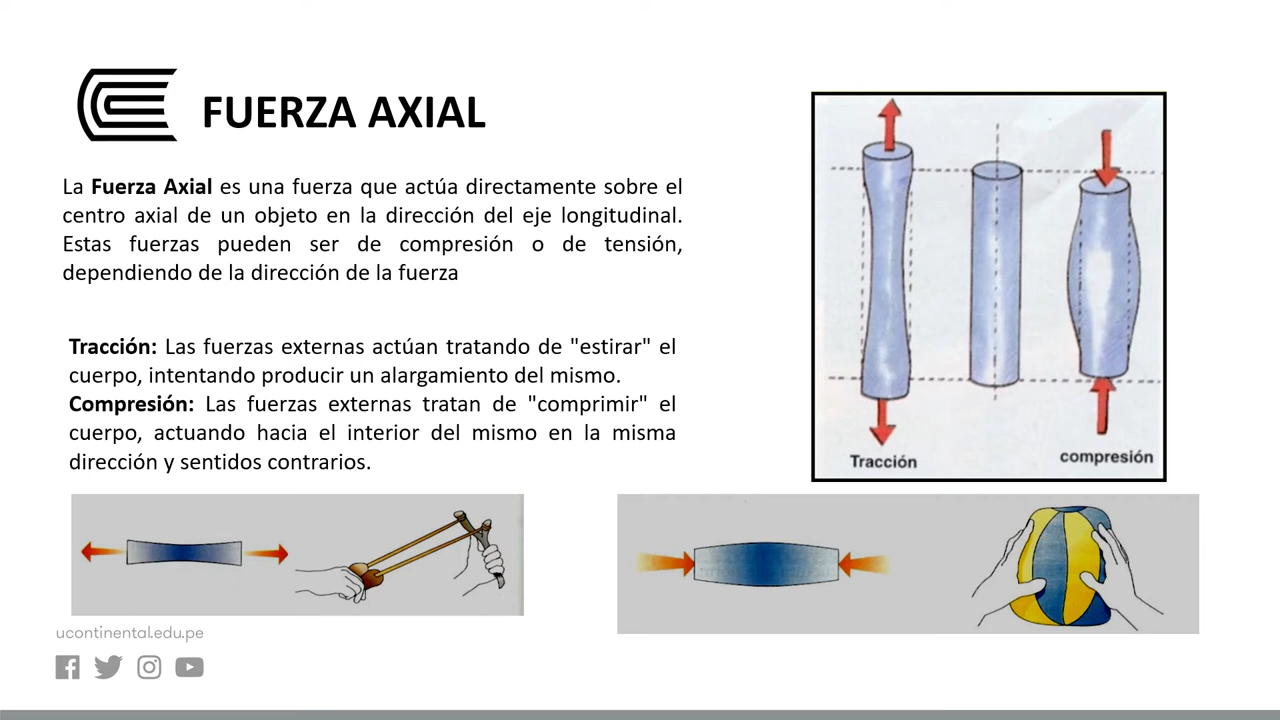 FUERZA AXIAL
La Fuerza Axial es una fuerza que actúa directamente sobre el
centro axial de un objeto en la dirección del eje longitudinal.
Estas fuerzas pueden ser de compresión o de tensión,
dependiendo de la dirección de la fuerza
Tracción: Las fuerzas externas actúan tratando de "estirar" el
cuerpo, intentando producir un alargamiento del mismo.
Compresión: Las fuerzas externas tratan de "comprimir" el
cuerpo, actuando hacia el interior del mismo en la misma
dirección y sentidos contrarios.
Tracción
compresión
ucontinental.edu.pe